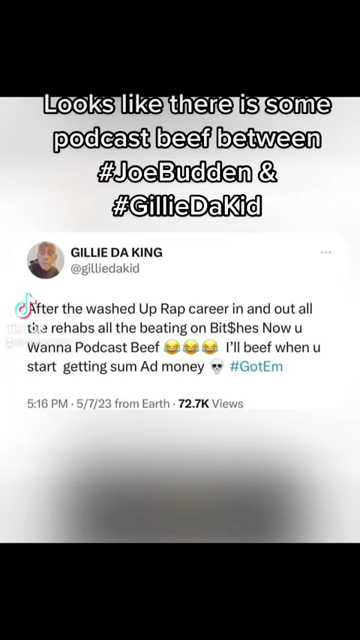 Looks like there is some
podcast beef between
#JoeBudden &
#GillieDaKid
GILLIE DA KING
@gilliedakid
After the washed Up Rap career in and out all
the rehabs all the beating on Bit$hes Now u
Wanna Podcast Beef 😂😂😂 I'll beef when u
start getting sum Ad money 💀 #GotEm
5:16 PM · 5/7/23 from Earth · 72.7K Views